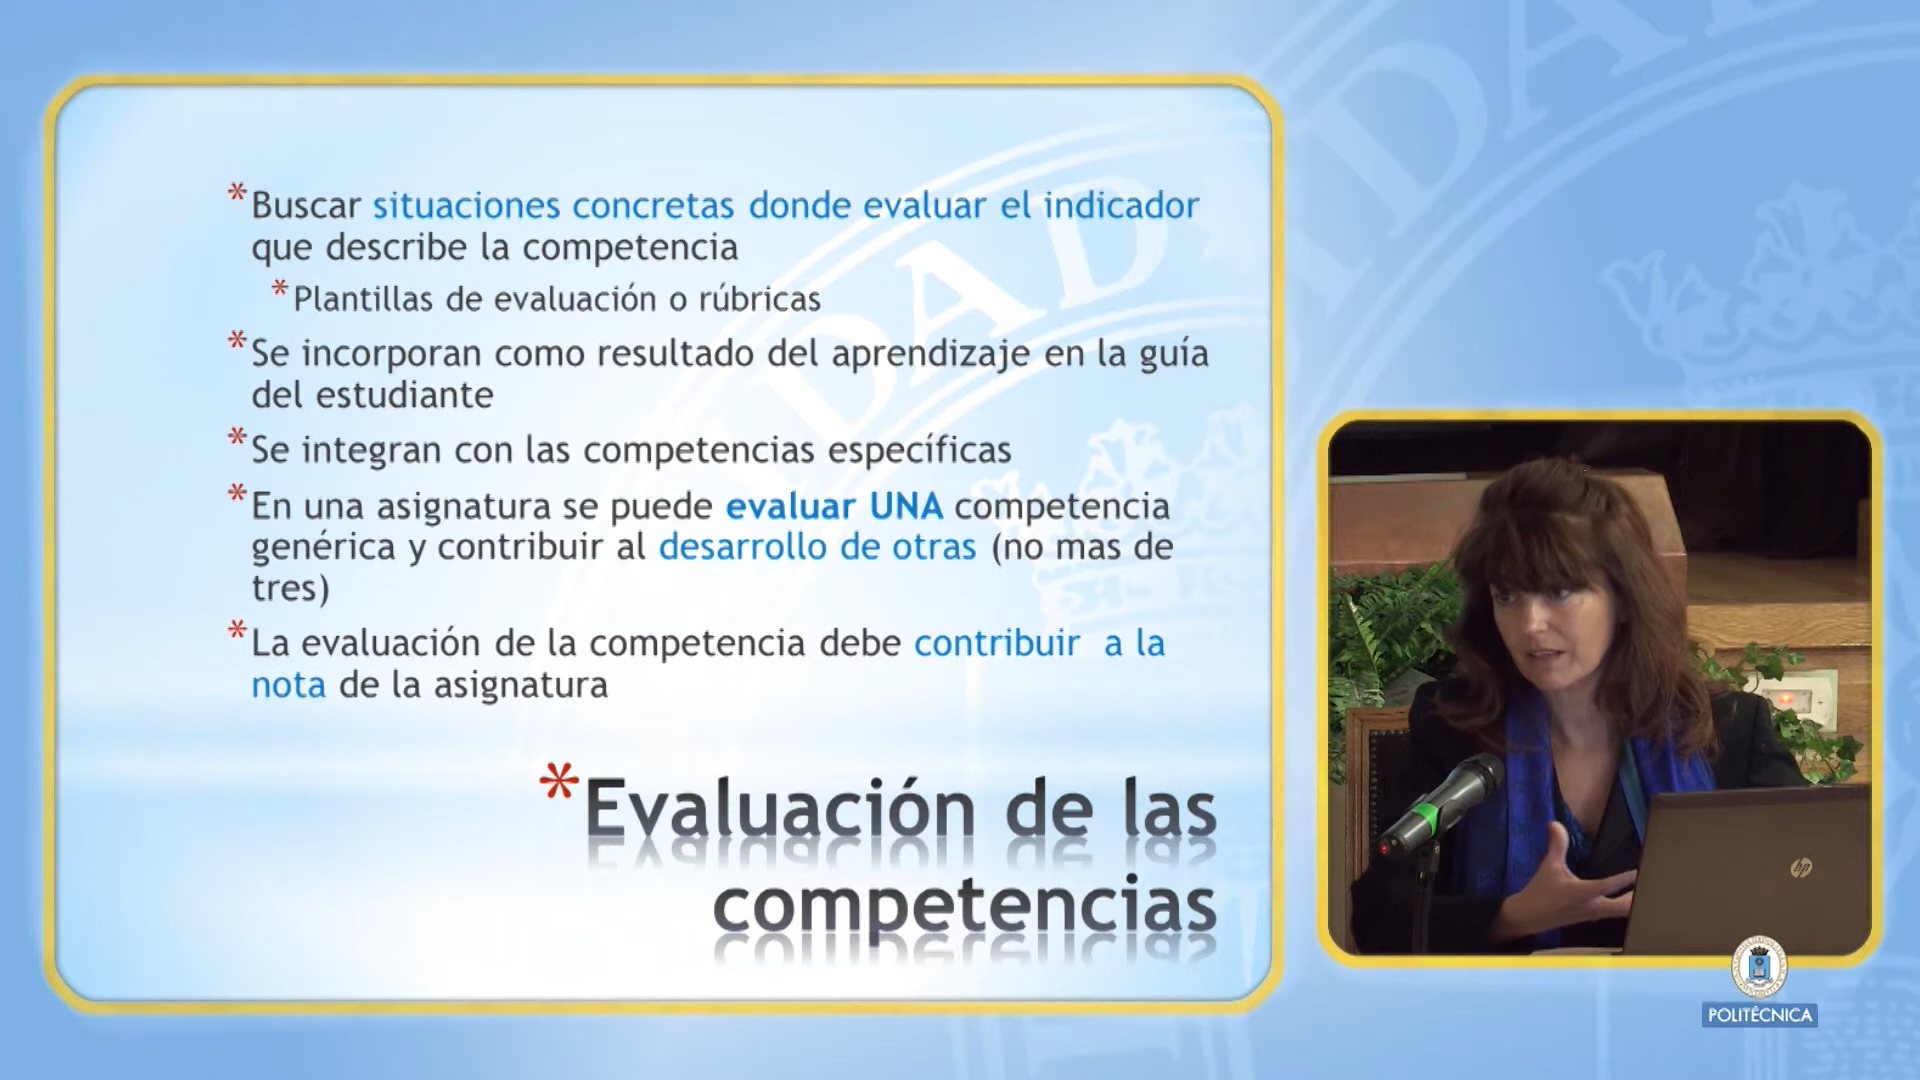 * Buscar situaciones concretas donde evaluar el indicador
que describe la competencia
* Plantillas de evaluación o rúbricas
* Se incorporan como resultado del aprendizaje en la guía
del estudiante
* Se integran con las competencias específicas
* En una asignatura se puede evaluar UNA competencia
genérica y contribuir al desarrollo de otras (no mas de
tres)
* La evaluación de la competencia debe contribuir  a la
nota de la asignatura
* Evaluación de las
competencias
hp
POLITÉCNICA